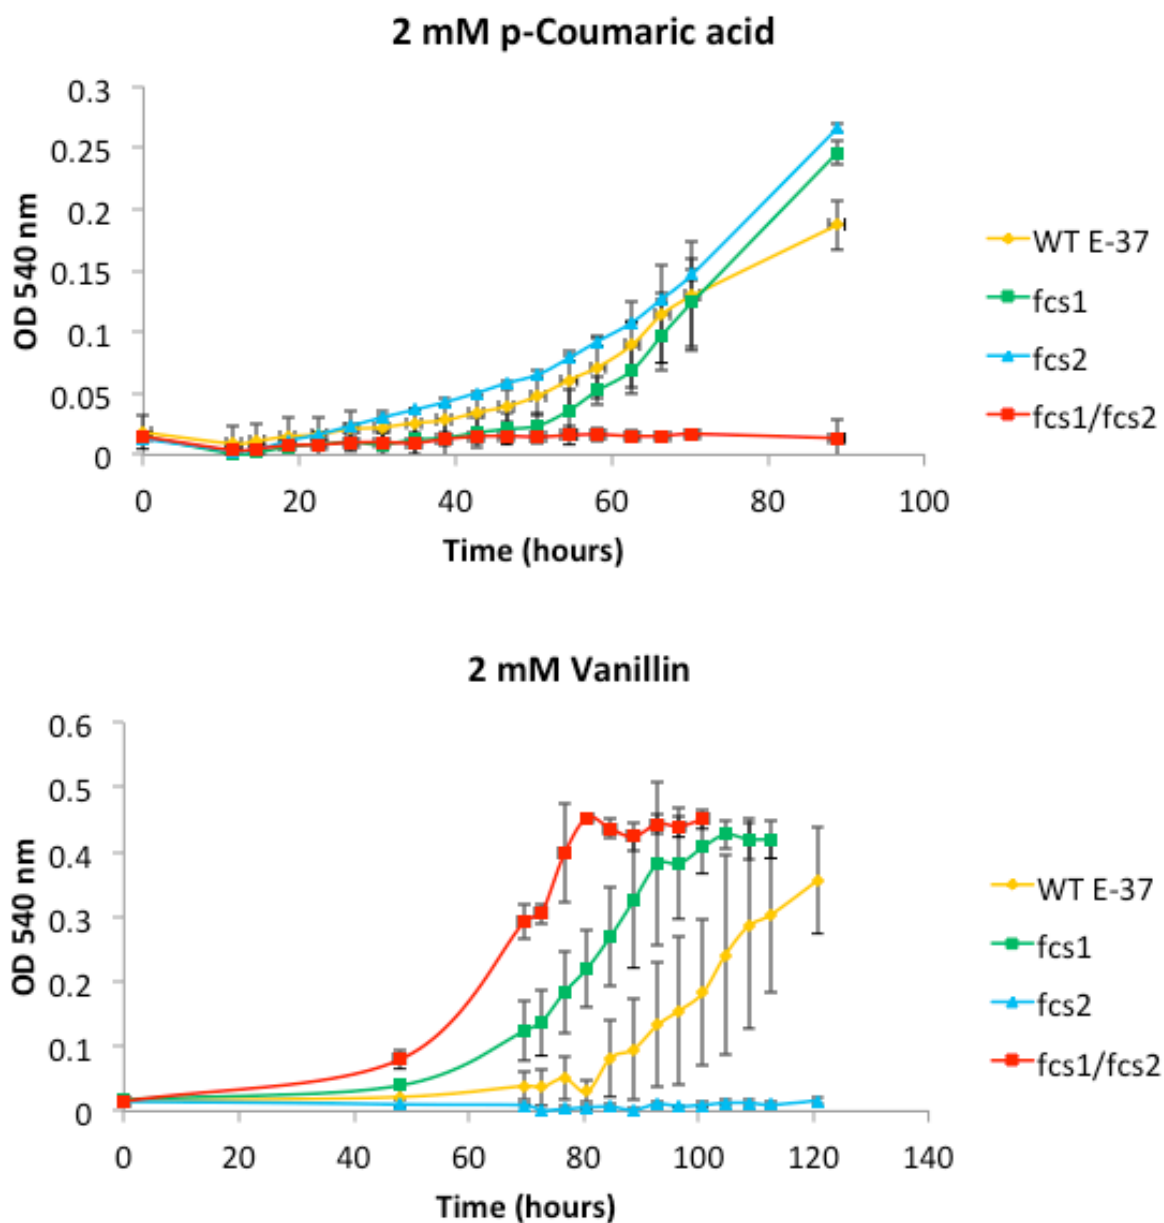 2 mM p-Coumaric acid
0.3
0.25
0.2
0.15
0.1
0.05
0
OD 540 nm
0 20 40 60 80 100
Time (hours)
WT E-37
fcs1
fcs2
fcs1/fcs2
2 mM Vanillin
0.6
0.5
0.4
0.3
0.2
0.1
0
OD 540 nm
0 20 40 60 80 100 120 140
Time (hours)
WT E-37
fcs1
fcs2
fcs1/fcs2